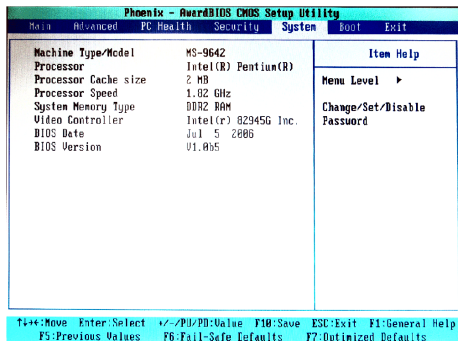 Phoenix - AwardBIOS CMOS Setup Utility
Main Advanced PC Health Security System Boot Exit
Machine Type/Model MS-9642
Processor Intel(R) Pentium(R)
Processor Cache size 2 MB
Processor Speed 1.82 GHz
System Memory Type DDR2 RAM
Video Controller Intel(r) 82945G Inc.
BIOS Date Jul 5 2006
BIOS Version V1.0b5
Item Help
Menu Level ▶
Change/Set/Disable
Password
↑↓→←:Move Enter:Select +/-/PU/PD:Value F10:Save ESC:Exit F1:General Help
F5:Previous Values F6:Fail-Safe Defaults F7:Optimized Defaults